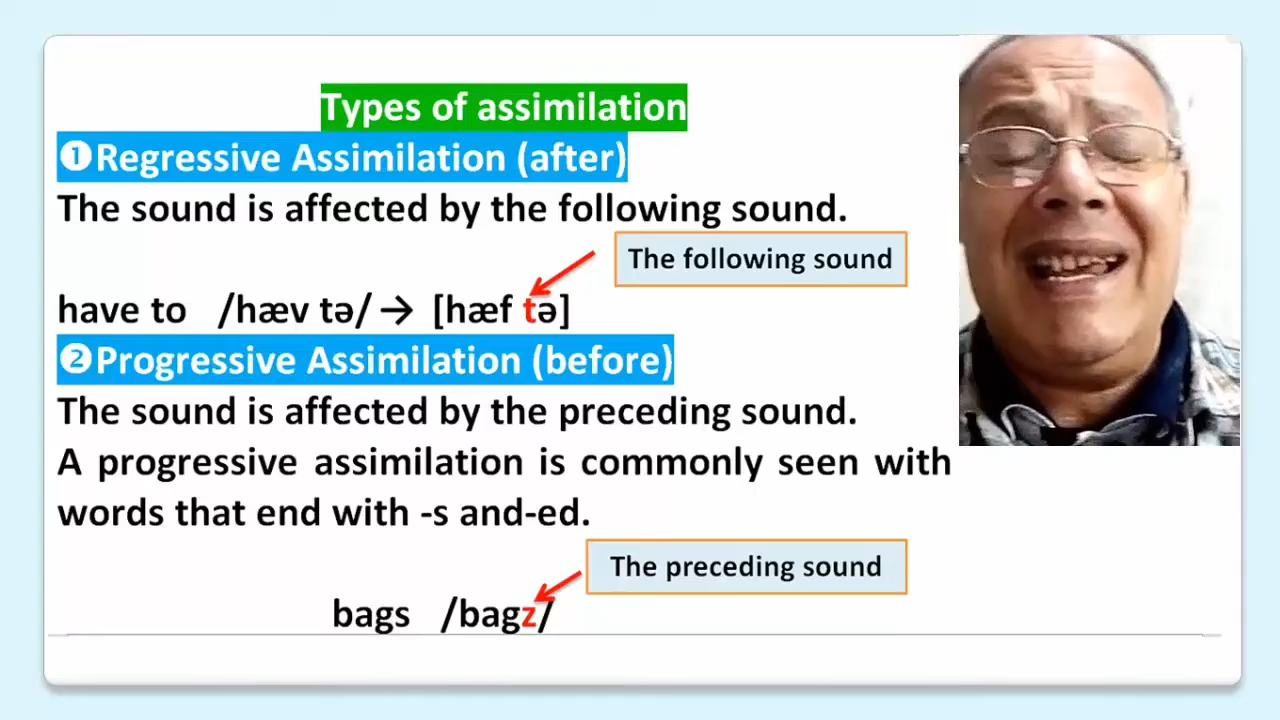 Types of assimilation
❶Regressive Assimilation (after)
The sound is affected by the following sound.
The following sound
have to /hæv tə/ → [hæf tə]
❷Progressive Assimilation (before)
The sound is affected by the preceding sound.
A progressive assimilation is commonly seen with
words that end with -s and-ed.
The preceding sound
bags /bagz/